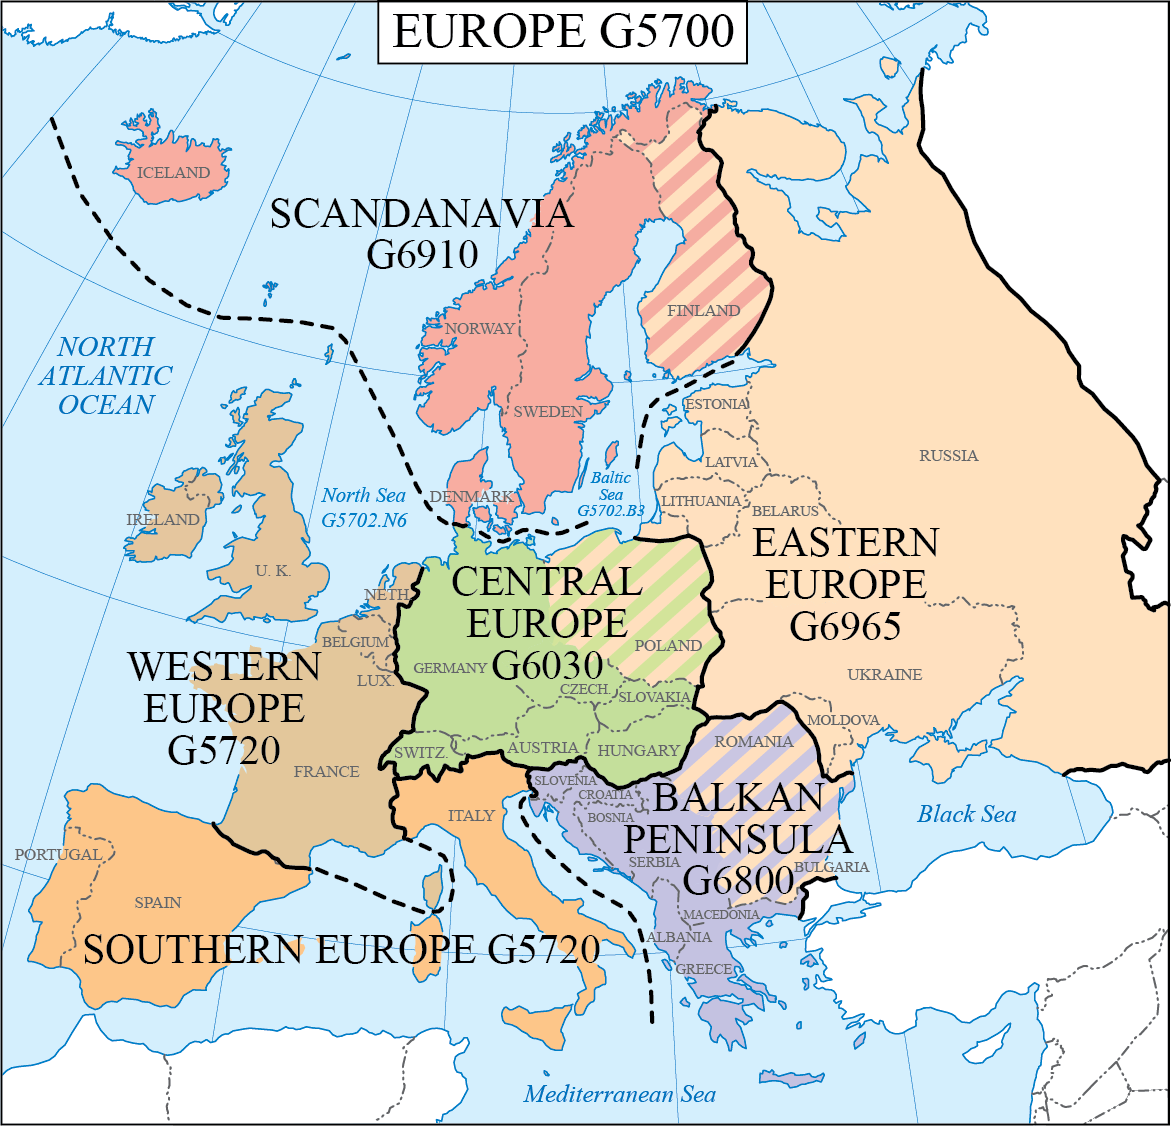 EUROPE G5700
ICELAND
SCANDANAVIA
G6910
NORWAY
SWEDEN
FINLAND
NORTH
ATLANTIC
OCEAN
ESTONIA
LATVIA
LITHUANIA
BELARUS
RUSSIA
North Sea
G5702.N6
Baltic
Sea
G5702.B3
DENMARK
IRELAND
U. K.
NETH.
BELGIUM
LUX.
CENTRAL
EUROPE
G6030
GERMANY
POLAND
CZECH.
SLOVAKIA
EASTERN
EUROPE
G6965
UKRAINE
MOLDOVA
WESTERN
EUROPE
G5720
FRANCE
SWITZ.
AUSTRIA
HUNGARY
ROMANIA
SLOVENIA
CROATIA
BOSNIA
BALKAN
PENINSULA
G6800
SERBIA
BULGARIA
MACEDONIA
ALBANIA
GREECE
Black Sea
ITALY
PORTUGAL
SPAIN
SOUTHERN EUROPE G5720
Mediterranean Sea